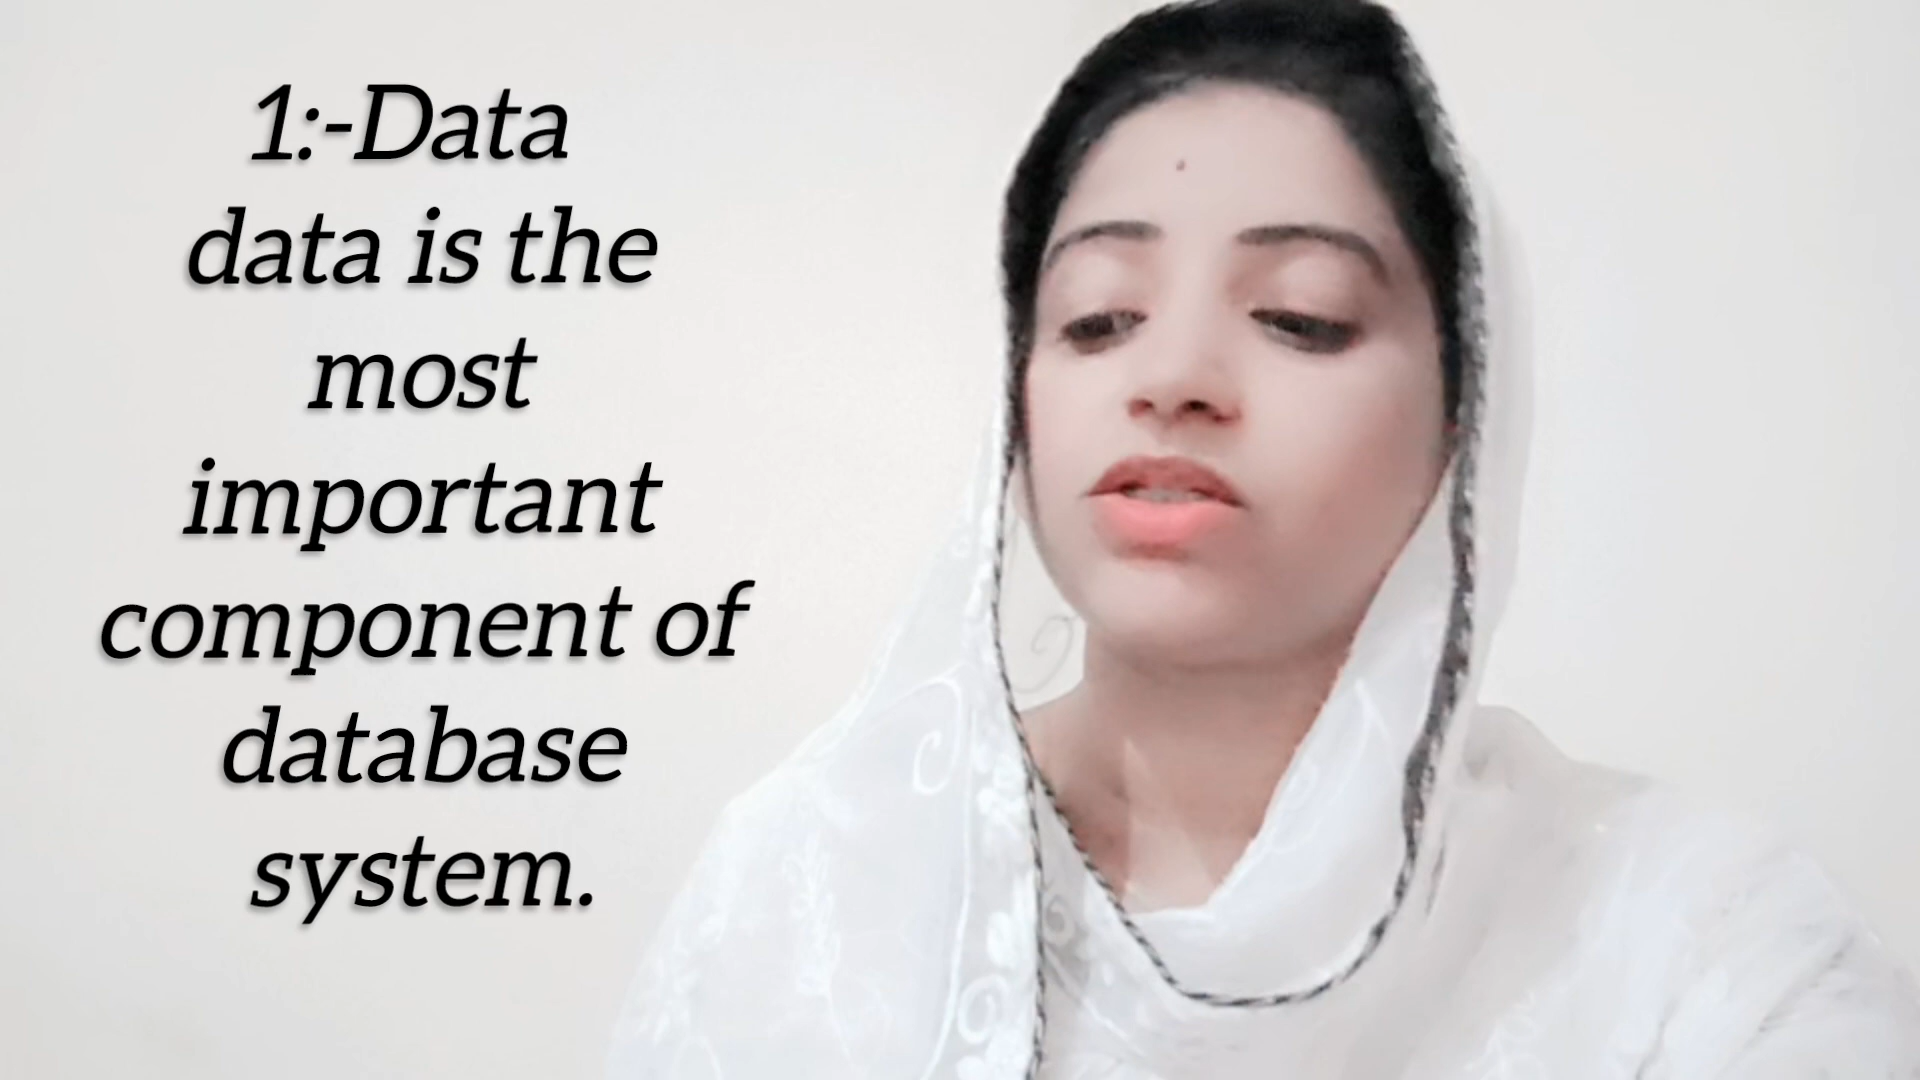 1:-Data
data is the
most
important
component of
database
system.